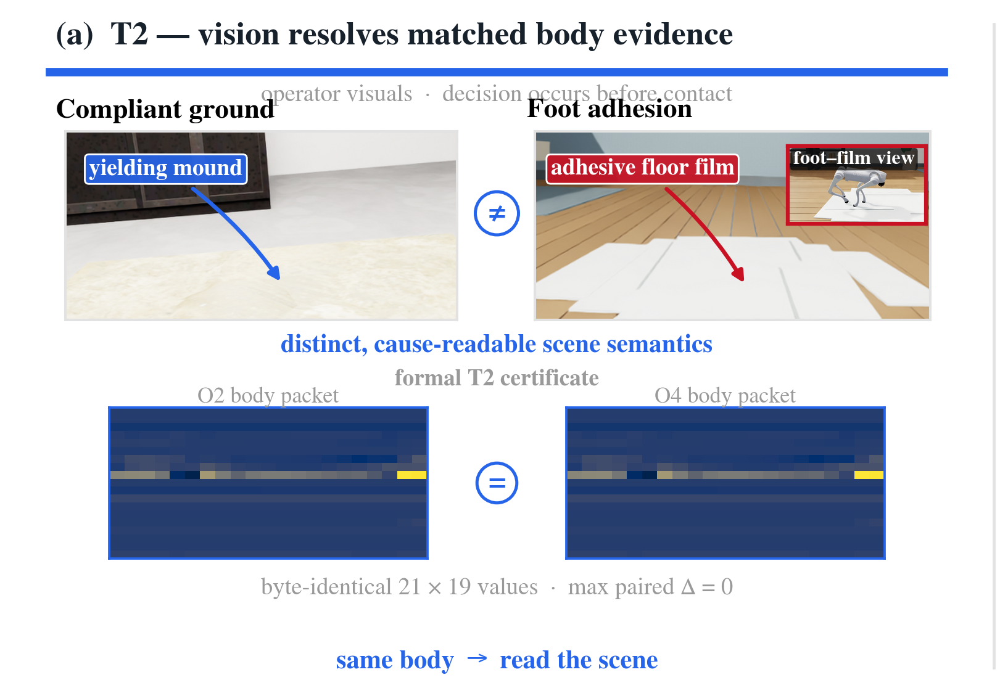 (a) T2 — vision resolves matched body evidence
operator visuals · decision occurs before contact
Compliant ground
Foot adhesion
yielding mound
adhesive floor film
foot–film view
≠
distinct, cause-readable scene semantics
formal T2 certificate
O2 body packet
O4 body packet
=
byte-identical 21 × 19 values · max paired Δ = 0
same body → read the scene